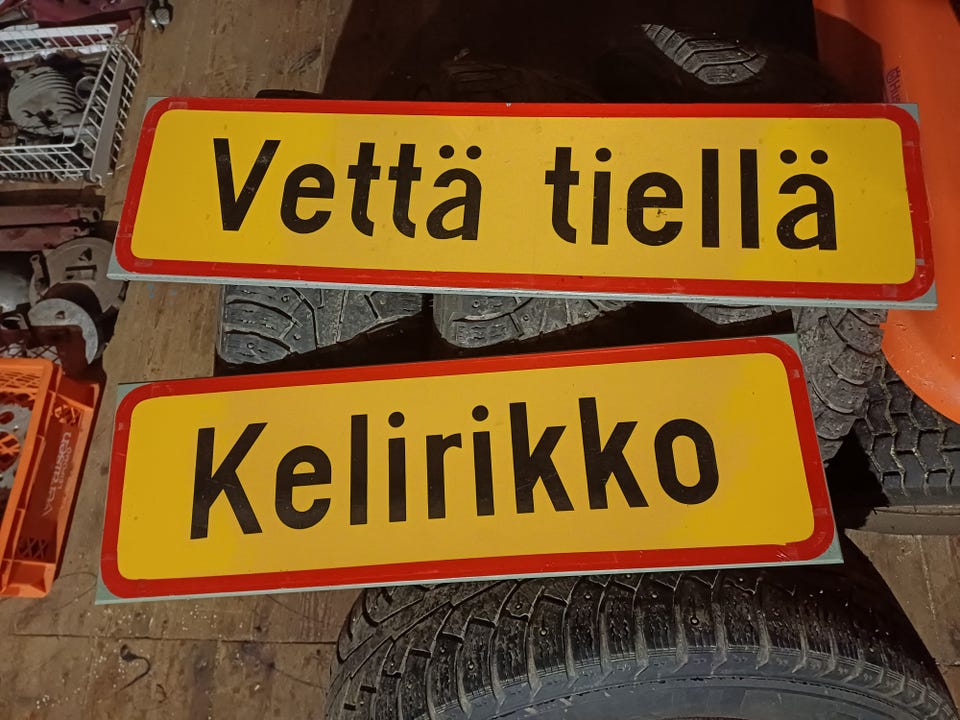 Vettä tiellä
Kelirikko